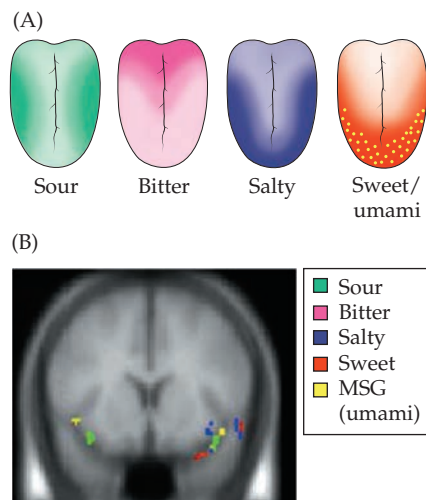 (A)
Sour
Bitter
Salty
Sweet/
umami
(B)
Sour
Bitter
Salty
Sweet
MSG
(umami)